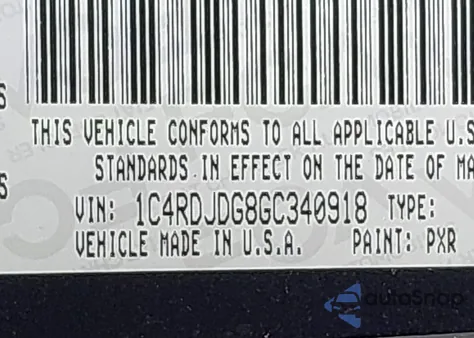 S
THIS VEHICLE CONFORMS TO ALL APPLICABLE U.S
S
STANDARDS IN EFFECT ON THE DATE OF MA
VIN: 1C4RDJDG8GC340918 TYPE:
VEHICLE MADE IN U.S.A. PAINT: PXR
autoSnap